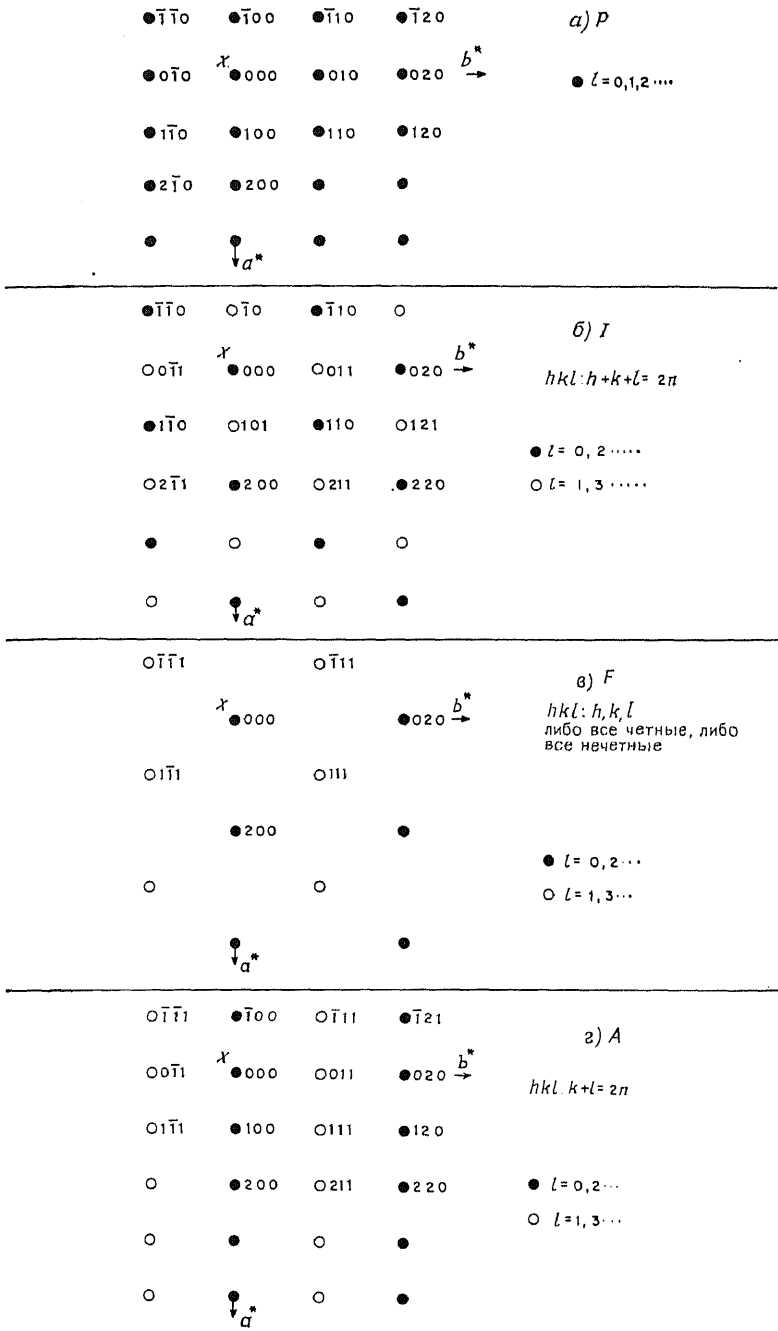 ● 1̅1̅0 ● 1̅00 ● 1̅10 ● 1̅20
а) P
● 01̅0 X ● 000 ● 010 ● 020 b*
● l = 0,1,2 ····
● 11̅0 ● 100 ● 110 ● 120
● 21̅0 ● 200 ● ●
● ● ● ●
a*
● 1̅1̅0 ○ 01̅0 ● 1̅10 ○
б) I
○ 01̅1 X ● 000 ○ 011 ● 020 b*
hkl: h+k+l= 2n
● 11̅0 ○ 101 ● 110 ○ 121
● l = 0, 2 ·····
○ 21̅1 ● 200 ○ 211 ● 220
○ l = 1, 3 ·····
● ○ ● ○
○ ● ○ ●
a*
○ 1̅1̅1 ○ 1̅11
в) F
X ● 000 ● 020 b*
hkl: h, k, l
либо все четные, либо
все нечетные
○ 11̅1 ○ 111
● 200 ●
● l = 0, 2 ···
○ ○
○ l = 1, 3 ···
● ●
a*
○ 1̅1̅1 ● 1̅00 ○ 1̅11 ● 1̅21
г) A
○ 01̅1 X ● 000 ○ 011 ● 020 b*
hkl. k+l= 2n
○ 11̅1 ● 100 ○ 111 ● 120
○ ● 200 ○ 211 ● 220
● l = 0, 2 ···
○ l = 1, 3 ···
○ ● ○ ●
○ ● ○ ●
a*